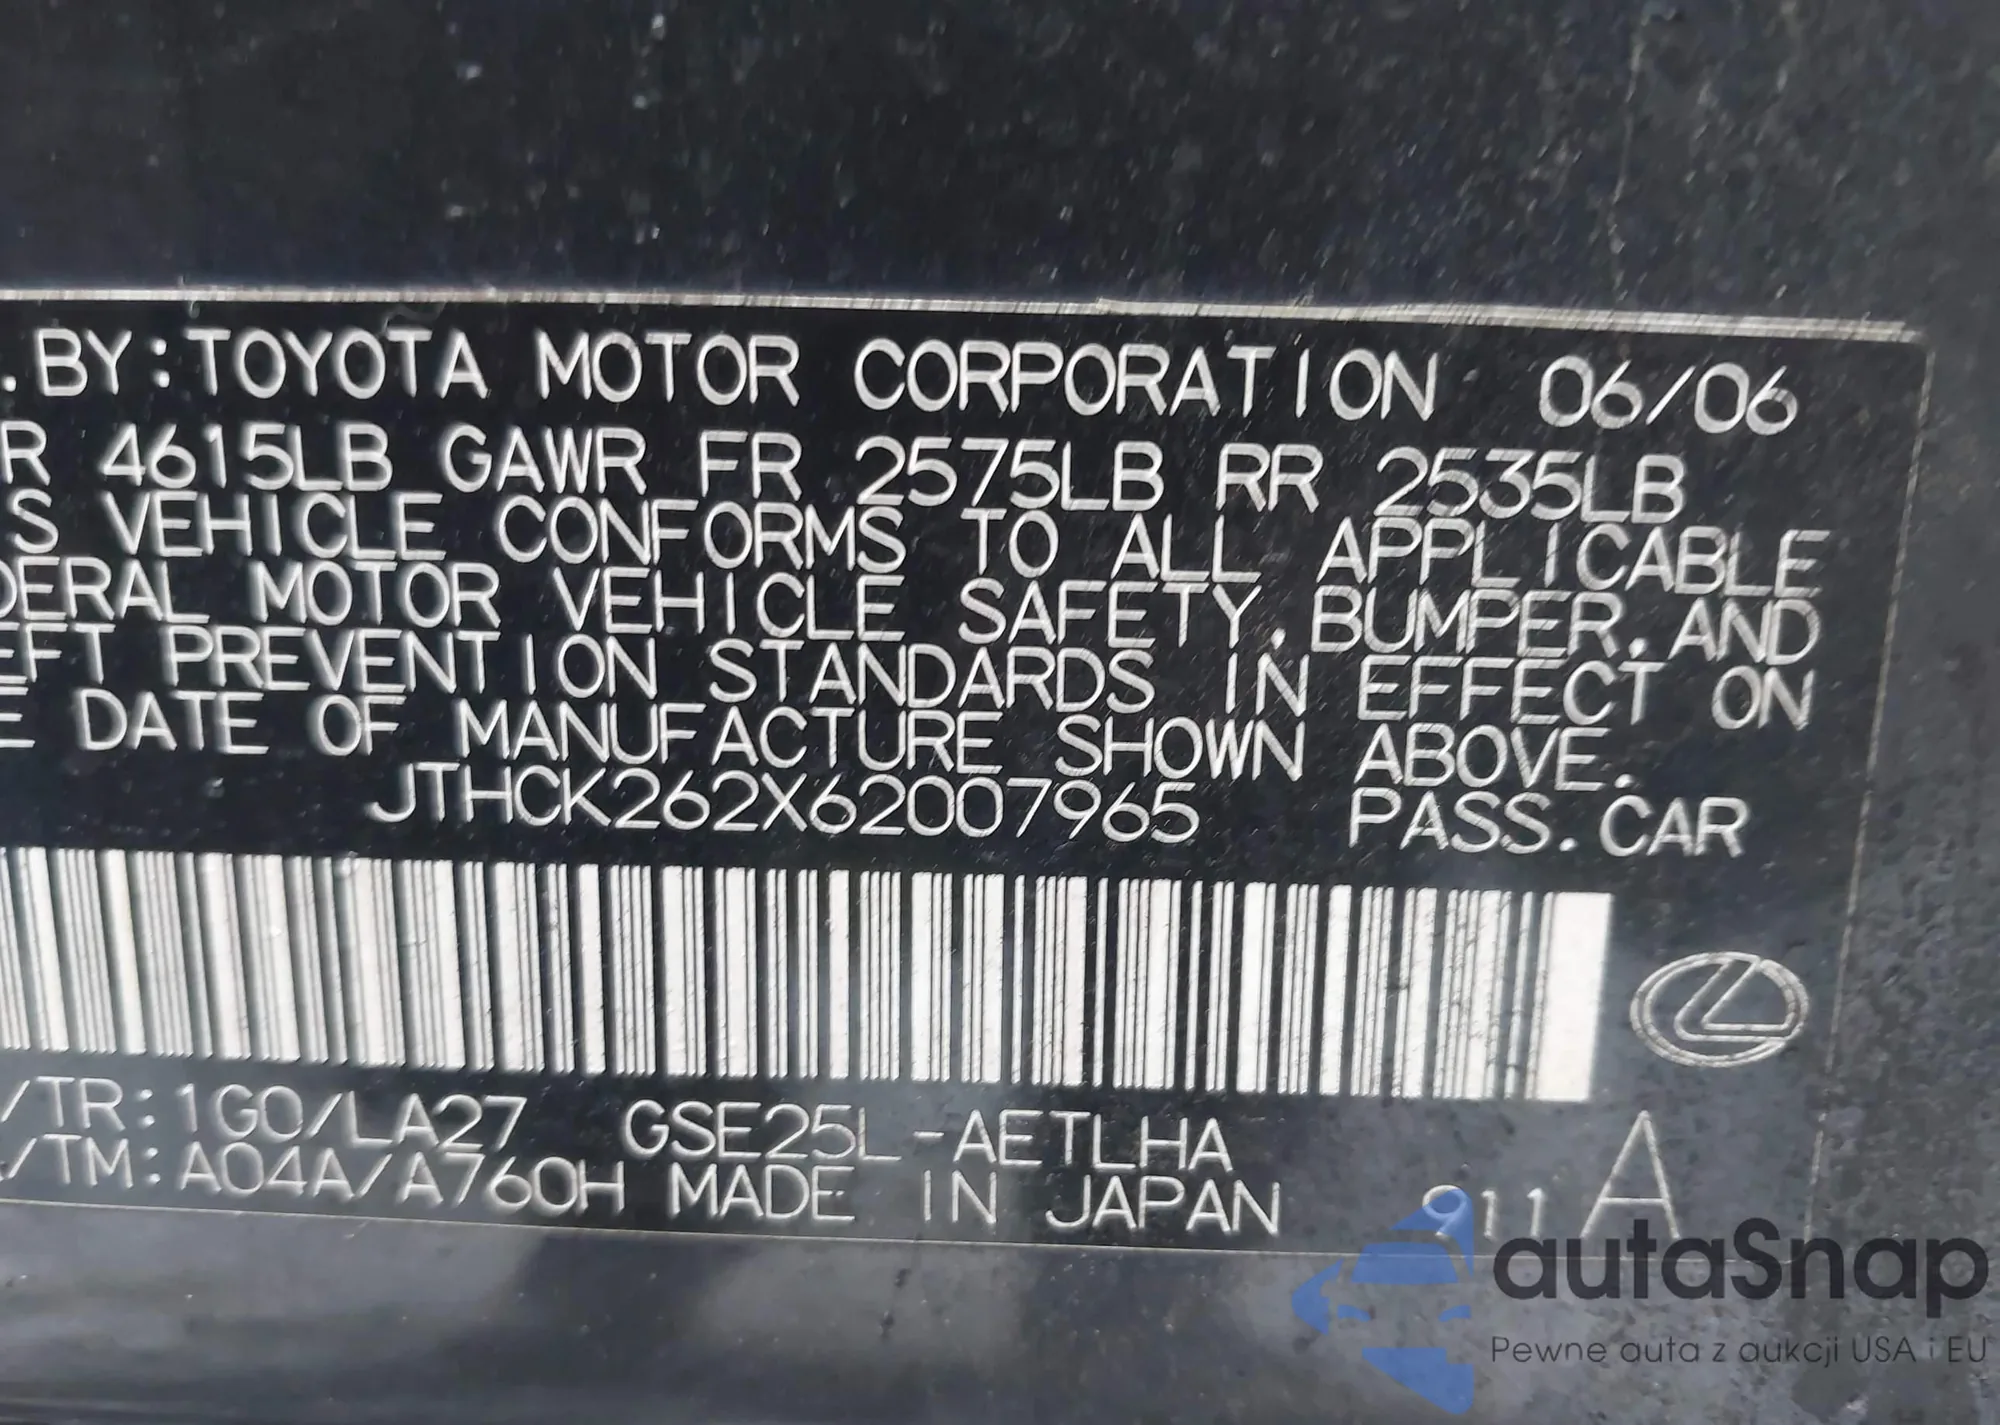 . BY: TOYOTA MOTOR CORPORATION 06/06
R 4615LB GAWR FR 2575LB RR 2535LB
S VEHICLE CONFORMS TO ALL APPLICABLE
DERAL MOTOR VEHICLE SAFETY, BUMPER, AND
EFT PREVENTION STANDARDS IN EFFECT ON
E DATE OF MANUFACTURE SHOWN ABOVE.
JTHCK262X62007965 PASS. CAR
/TR: 1G0/LA27 GSE25L-AETLHA
A/TM: A04A/A760H MADE IN JAPAN 911 A
autaSnap
Pewne auta z aukcji USA i EU